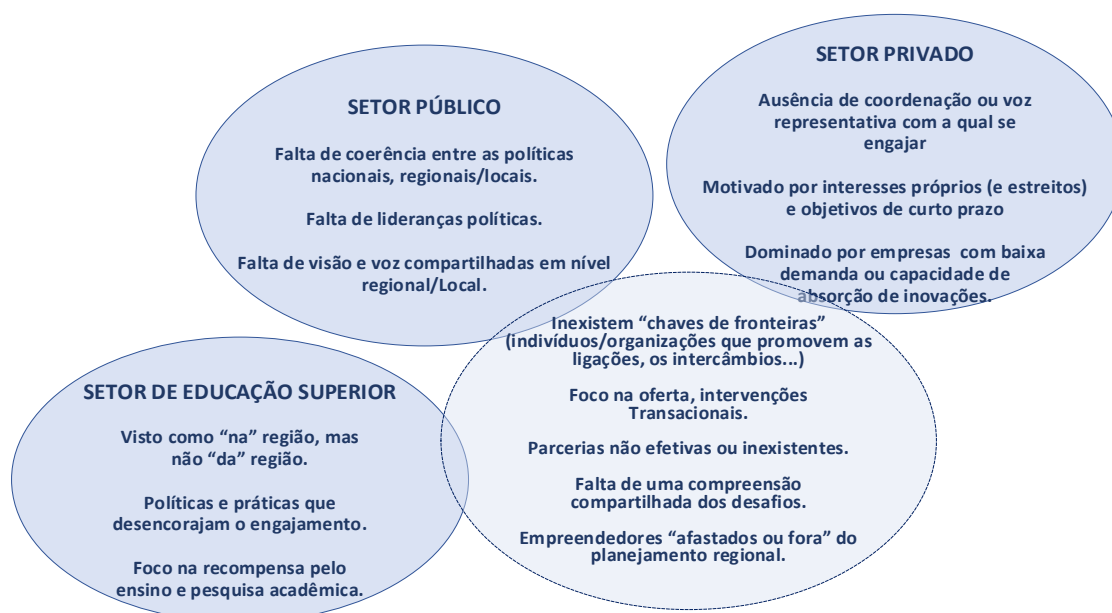 SETOR PÚBLICO
Falta de coerência entre as políticas
nacionais, regionais/locais.
Falta de lideranças políticas.
Falta de visão e voz compartilhadas em nível
regional/Local.
SETOR PRIVADO
Ausência de coordenação ou voz
representativa com a qual se
engajar
Motivado por interesses próprios (e estreitos)
e objetivos de curto prazo
Dominado por empresas com baixa
demanda ou capacidade de
absorção de inovações.
SETOR DE EDUCAÇÃO SUPERIOR
Visto como “na” região, mas
não “da” região.
Políticas e práticas que
desencorajam o engajamento.
Foco na recompensa pelo
ensino e pesquisa acadêmica.
Inexistem “chaves de fronteiras”
(indivíduos/organizações que promovem as
ligações, os intercâmbios...)
Foco na oferta, intervenções
Transacionais.
Parcerias não efetivas ou inexistentes.
Falta de uma compreensão
compartilhada dos desafios.
Empreendedores “afastados ou fora” do
planejamento regional.